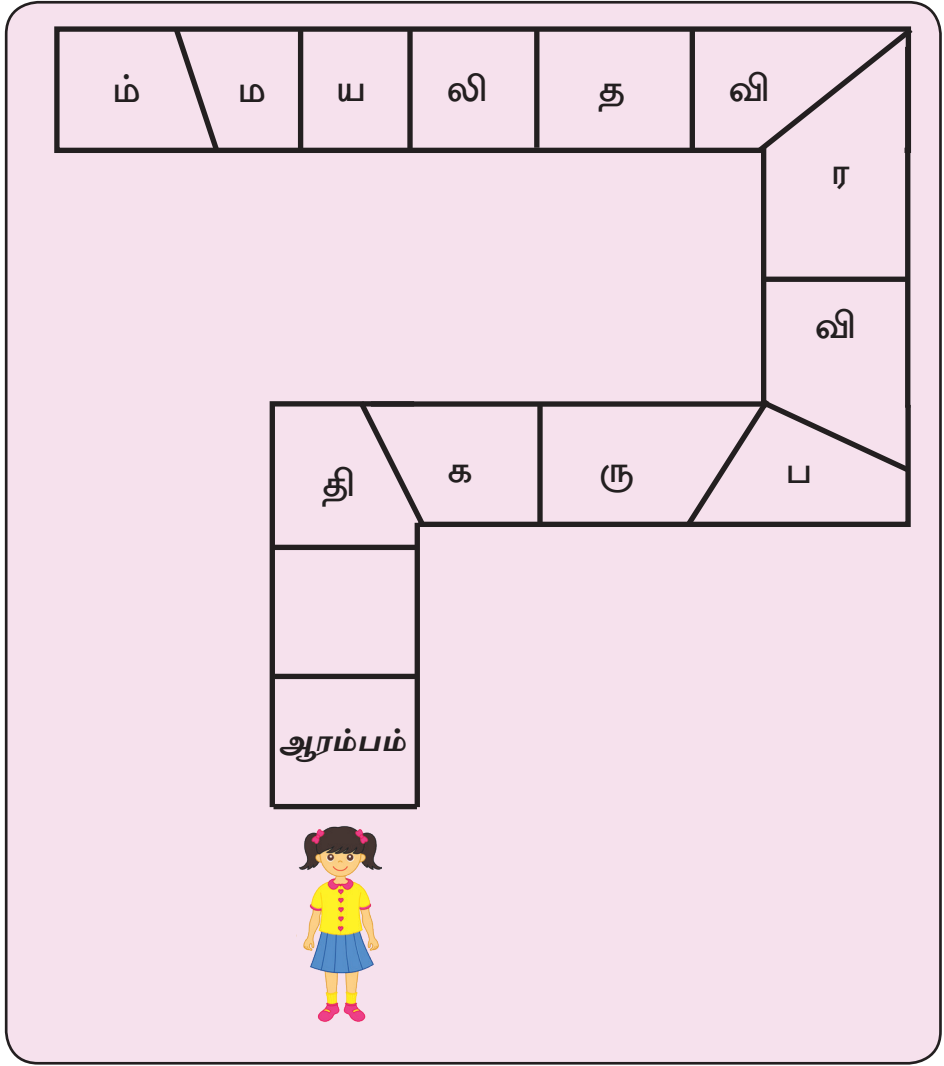 ம் ம ய லி த வி
ர
வி
தி க ரு ப
ஆரம்பம்